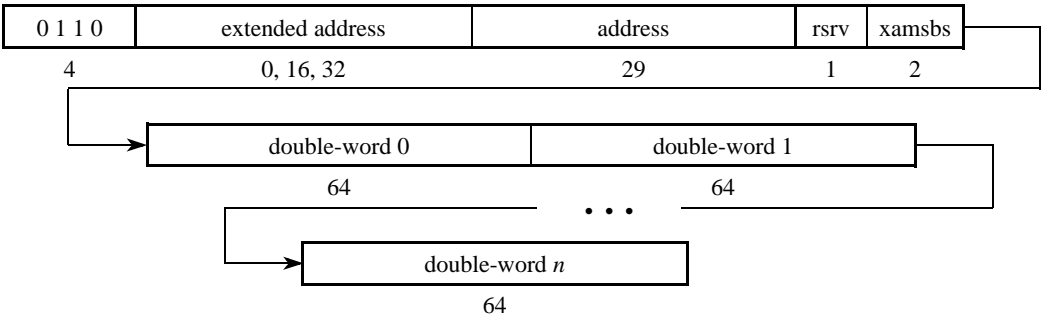 0 1 1 0 extended address address rsrv xamsbs
4 0, 16, 32 29 1 2
double-word 0 double-word 1
64 64
• • •
double-word n
64